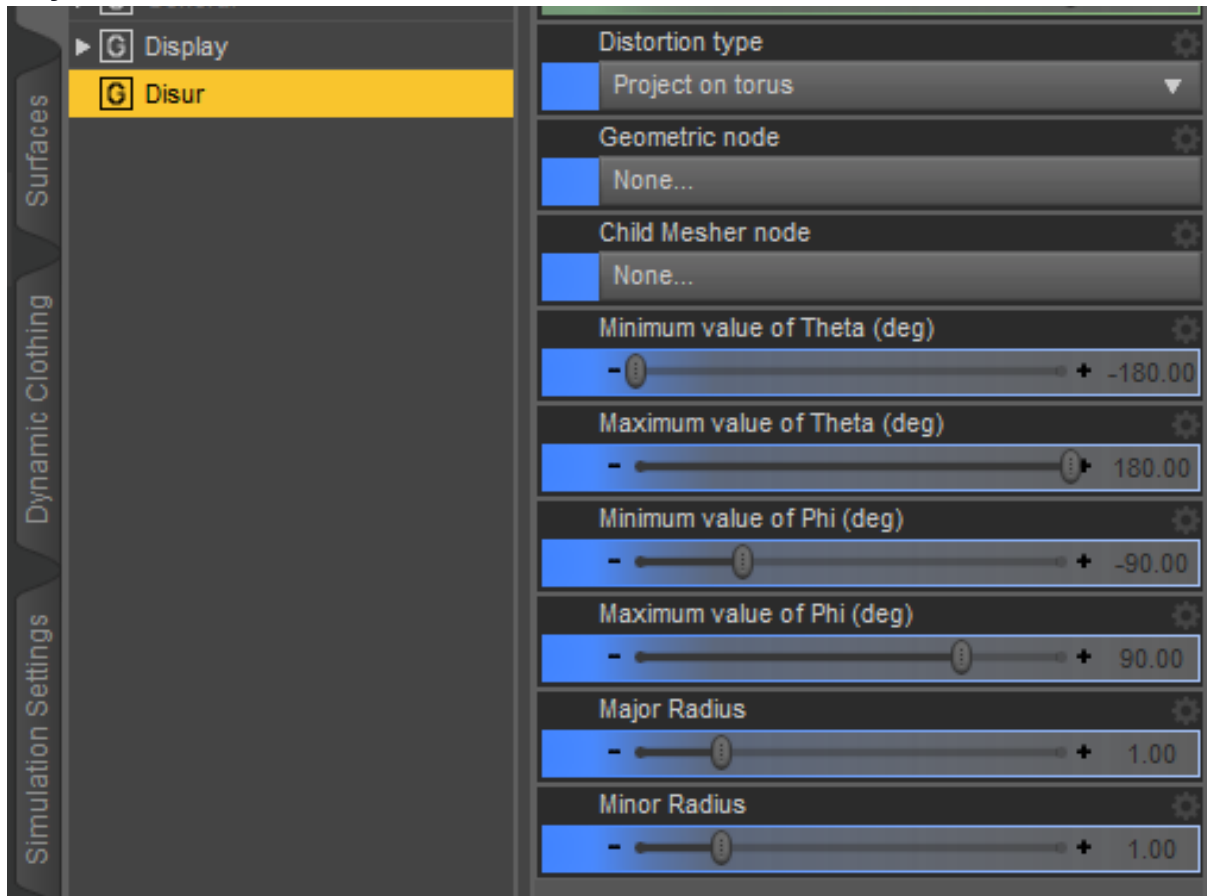 Surfaces
Dynamic Clothing
Simulation Settings
General
Display
Disur
Distortion type
Project on torus
Geometric node
None...
Child Mesher node
None...
Minimum value of Theta (deg)
-180.00
Maximum value of Theta (deg)
180.00
Minimum value of Phi (deg)
-90.00
Maximum value of Phi (deg)
90.00
Major Radius
1.00
Minor Radius
1.00